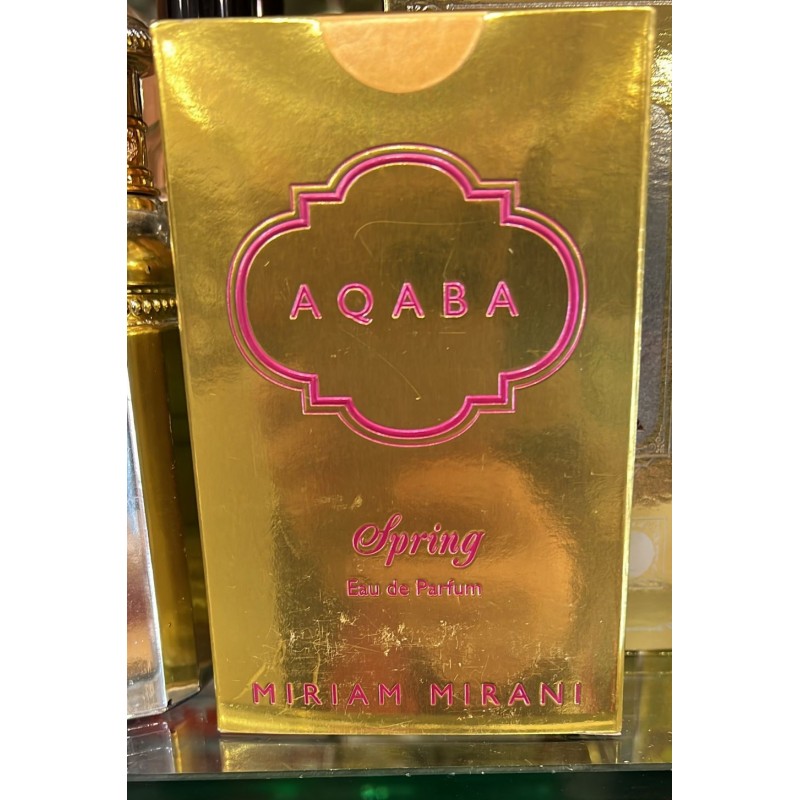 AQABA
Spring
Eau de Parfum
MIRIAM MIRANI